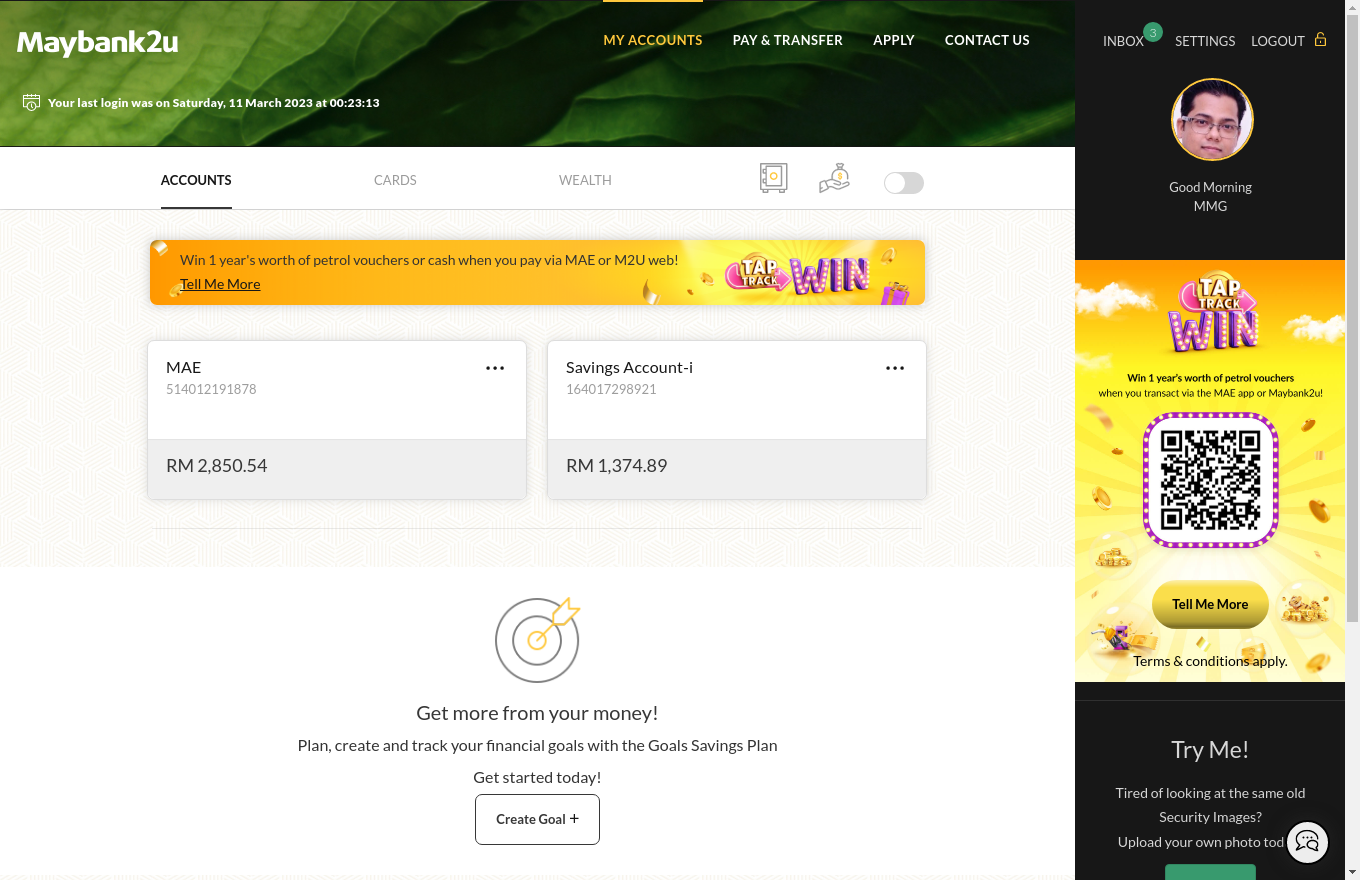 Maybank2u
MY ACCOUNTS
PAY & TRANSFER
APPLY
CONTACT US
Your last login was on Saturday, 11 March 2023 at 00:23:13
INBOX 3
SETTINGS
LOGOUT
Good Morning
MMG
ACCOUNTS
CARDS
WEALTH
Win 1 year's worth of petrol vouchers or cash when you pay via MAE or M2U web!
Tell Me More
TAP
TRACK
WIN
MAE
514012191878
RM 2,850.54
Savings Account-i
164017298921
RM 1,374.89
Get more from your money!
Plan, create and track your financial goals with the Goals Savings Plan
Get started today!
Create Goal +
TAP
TRACK
WIN
Win 1 year's worth of petrol vouchers
when you transact via the MAE app or Maybank2u!
Tell Me More
Terms & conditions apply.
Try Me!
Tired of looking at the same old
Security Images?
Upload your own photo tod